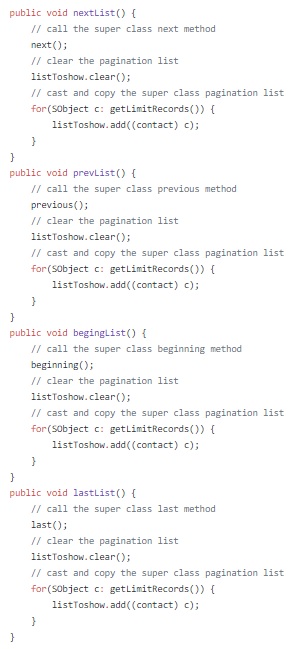 public void nextList() {
    // call the super class next method
    next();
    // clear the pagination list
    listToshow.clear();
    // cast and copy the super class pagination list
    for(SObject c: getLimitRecords()) {
        listToshow.add((contact) c);
    }
}
public void prevList() {
    // call the super class previous method
    previous();
    // clear the pagination list
    listToshow.clear();
    // cast and copy the super class pagination list
    for(SObject c: getLimitRecords()) {
        listToshow.add((contact) c);
    }
}
public void begingList() {
    // call the super class beginning method
    beginning();
    // clear the pagination list
    listToshow.clear();
    // cast and copy the super class pagination list
    for(SObject c: getLimitRecords()) {
        listToshow.add((contact) c);
    }
}
public void lastList() {
    // call the super class last method
    last();
    // clear the pagination list
    listToshow.clear();
    // cast and copy the super class pagination list
    for(SObject c: getLimitRecords()) {
        listToshow.add((contact) c);
    }
}